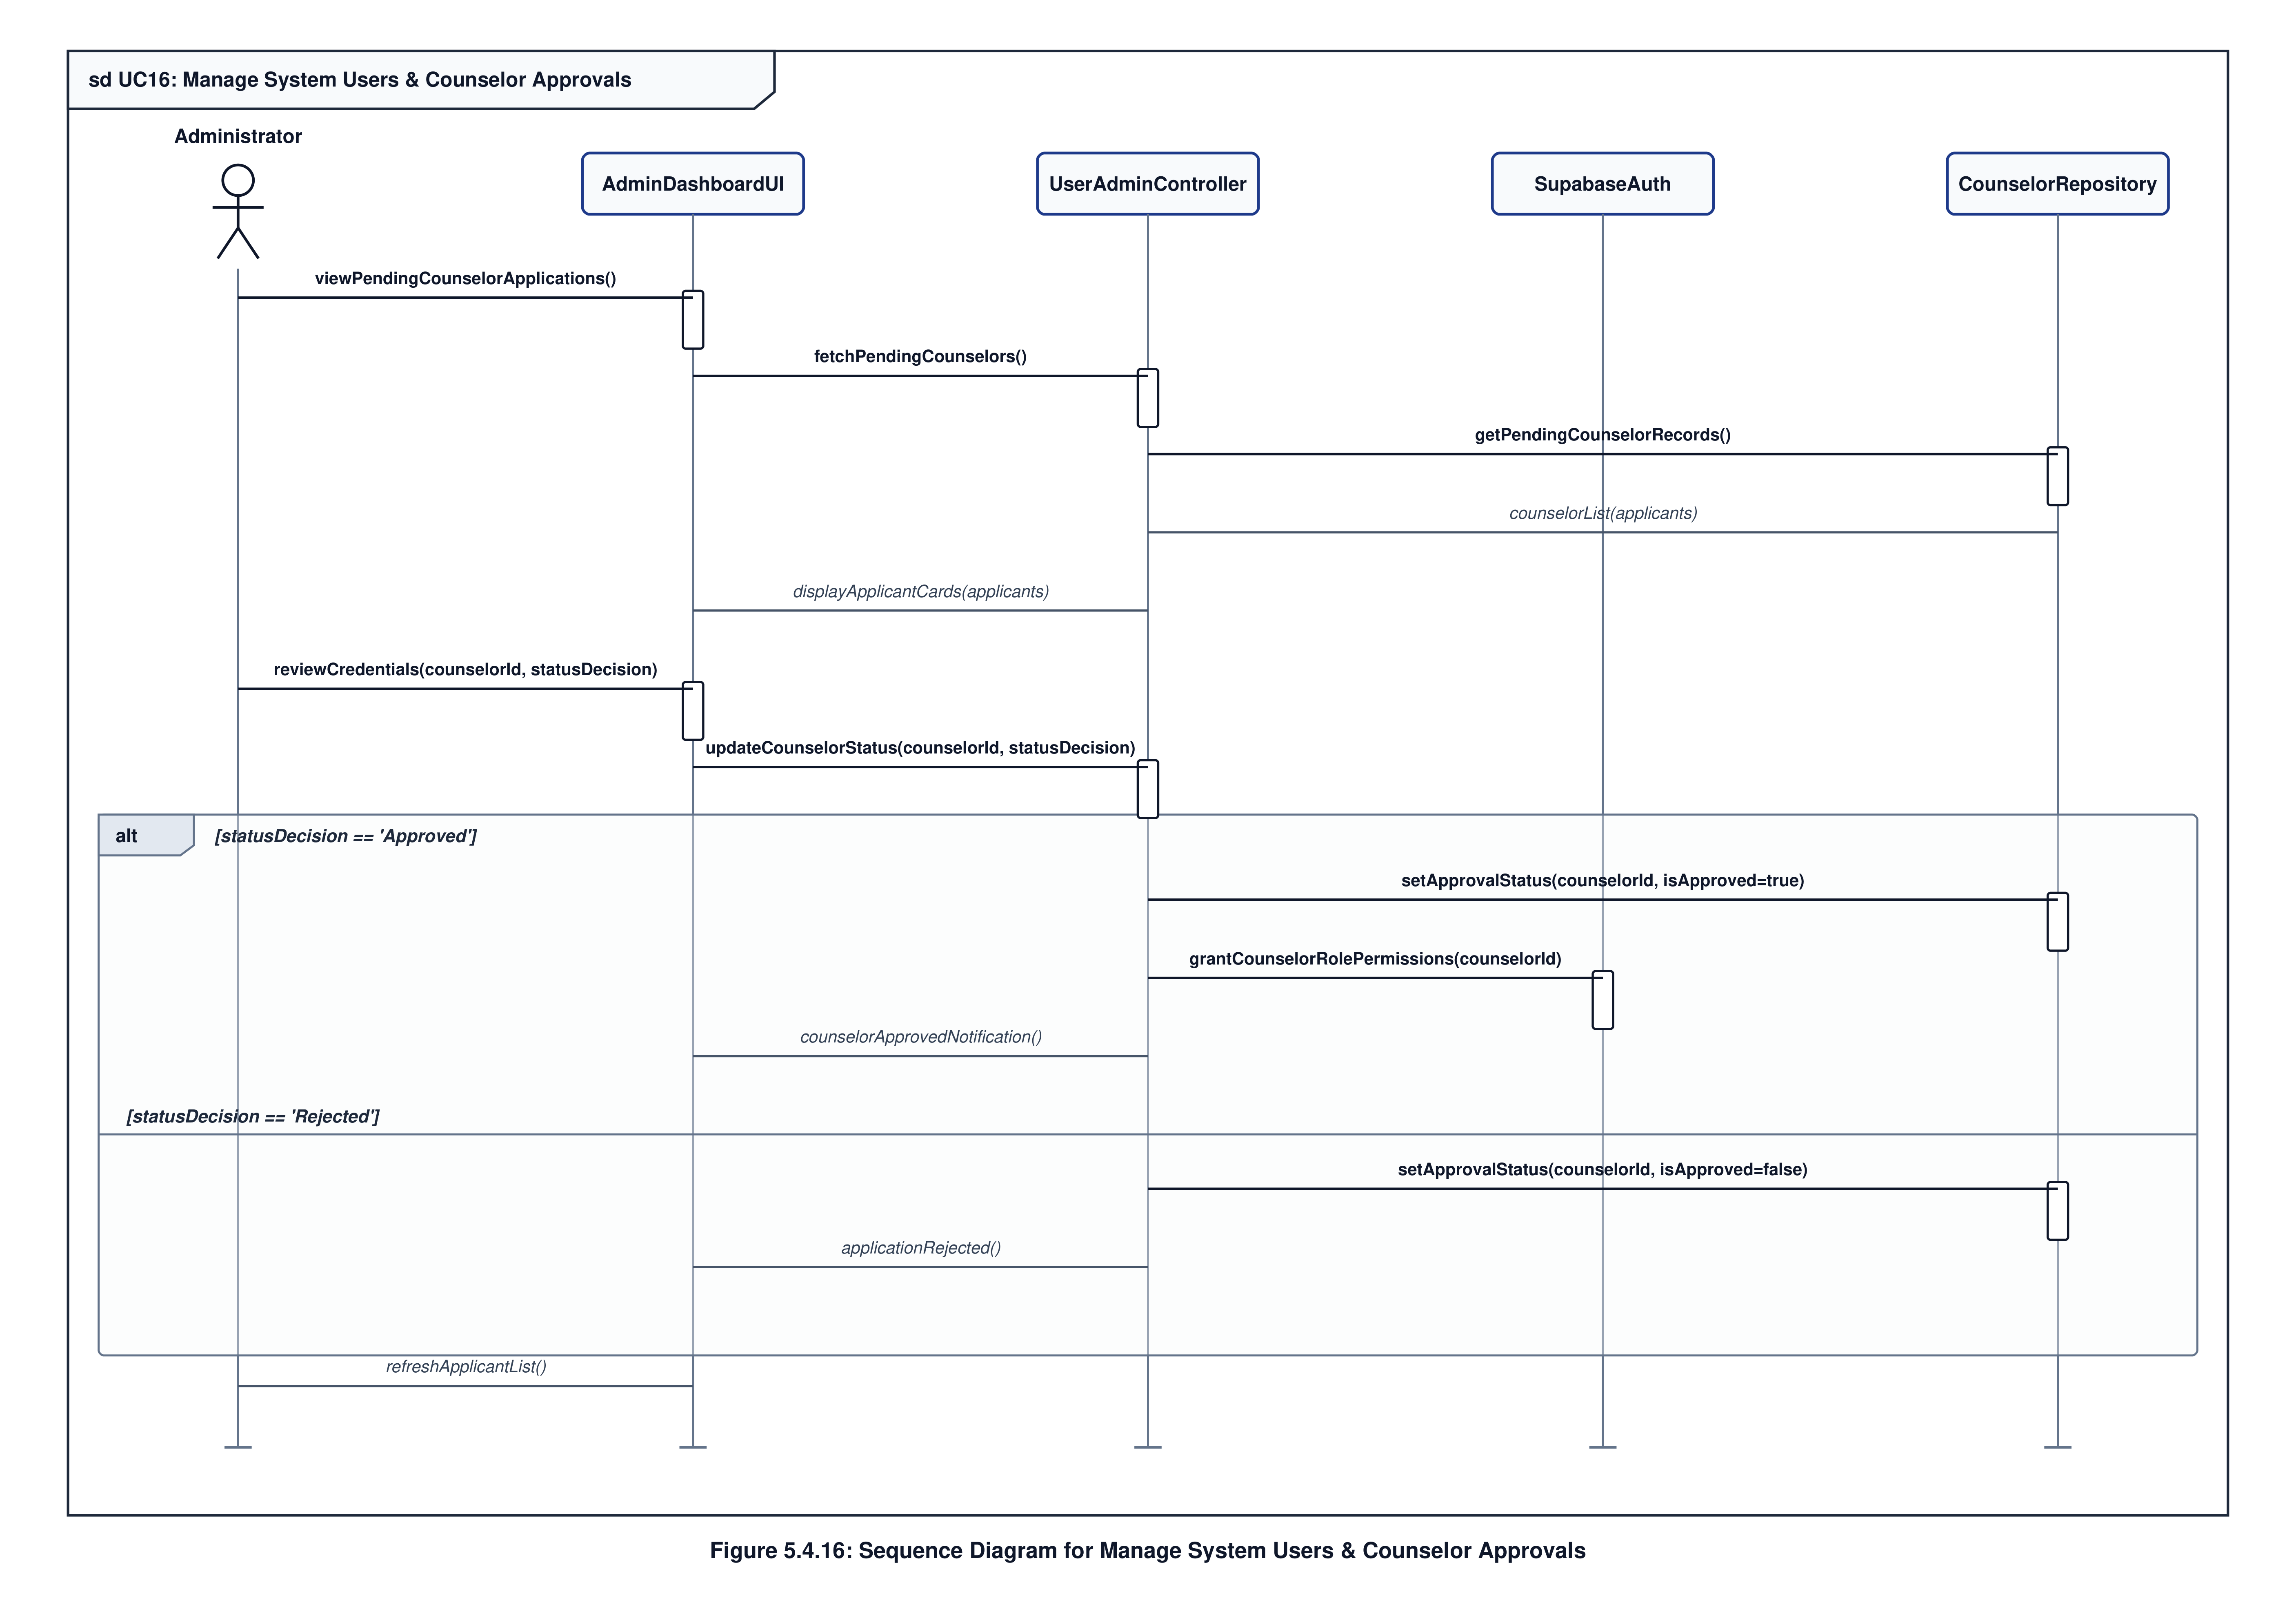 sd UC16: Manage System Users & Counselor Approvals
Administrator
AdminDashboardUI
UserAdminController
SupabaseAuth
CounselorRepository
viewPendingCounselorApplications()
fetchPendingCounselors()
getPendingCounselorRecords()
counselorList(applicants)
displayApplicantCards(applicants)
reviewCredentials(counselorId, statusDecision)
updateCounselorStatus(counselorId, statusDecision)
alt
[statusDecision == 'Approved']
setApprovalStatus(counselorId, isApproved=true)
grantCounselorRolePermissions(counselorId)
counselorApprovedNotification()
[statusDecision == 'Rejected']
setApprovalStatus(counselorId, isApproved=false)
applicationRejected()
refreshApplicantList()
Figure 5.4.16: Sequence Diagram for Manage System Users & Counselor Approvals